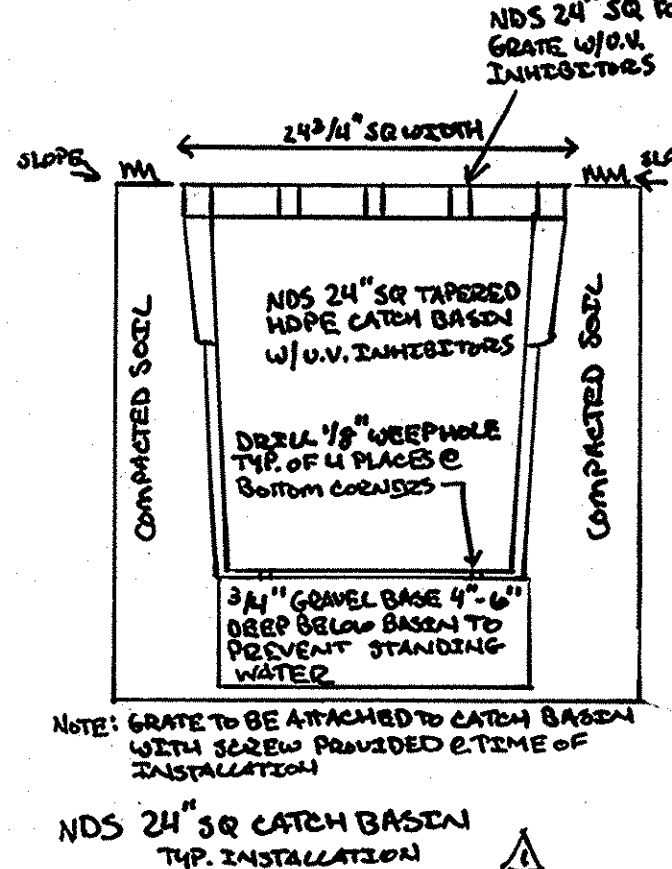 NDS 24" SQ
GRATE W/U.V.
INHIBITORS
24 3/4" SQ WIDTH
SLOPE
COMPACTED SOIL
NDS 24" SQ TAPERED
HDPE CATCH BASIN
W/ U.V. INHIBITORS
COMPACTED SOIL
DRILL 1/8" WEEPHOLE
TYP. OF 4 PLACES @
BOTTOM CORNERS
3/4" GRAVEL BASE 4"-6"
DEEP BELOW BASIN TO
PREVENT STANDING
WATER
NOTE: GRATE TO BE ATTACHED TO CATCH BASIN
WITH SCREW PROVIDED @ TIME OF
INSTALLATION
NDS 24" SQ CATCH BASIN
TYP. INSTALLATION
1